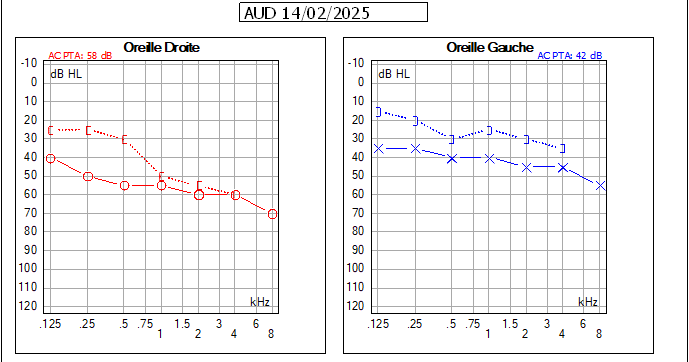 AUD 14/02/2025
Oreille Droite
AC PTA: 58 dB
-10
dB HL
0
10
20
30
40
50
60
70
80
90
100
110
120
kHz
.125 .25 .5 .75 1 1.5 2 3 4 6 8
Oreille Gauche
AC PTA: 42 dB
-10
dB HL
0
10
20
30
40
50
60
70
80
90
100
110
120
kHz
.125 .25 .5 .75 1 1.5 2 3 4 6 8